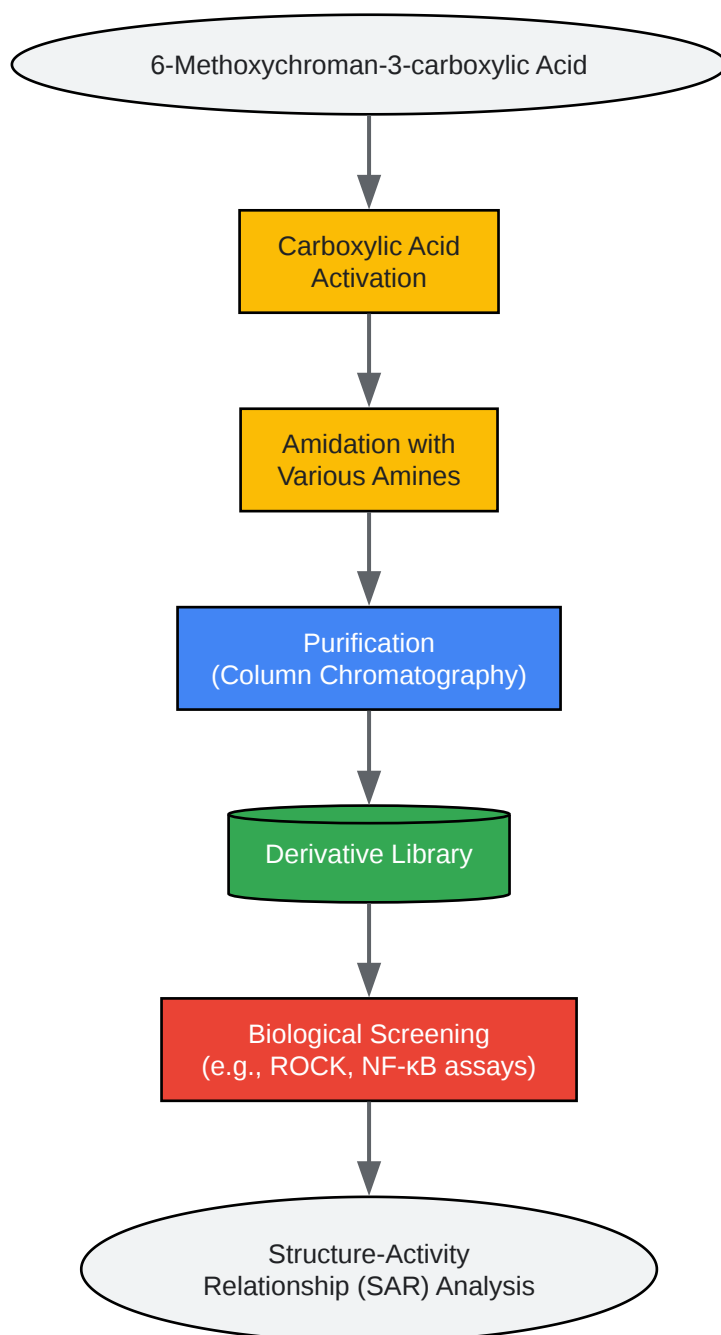 6-Methoxychroman-3-carboxylic Acid
Carboxylic Acid
Activation
Amidation with
Various Amines
Purification
(Column Chromatography)
Derivative Library
Biological Screening
(e.g., ROCK, NF-κB assays)
Structure-Activity
Relationship (SAR) Analysis